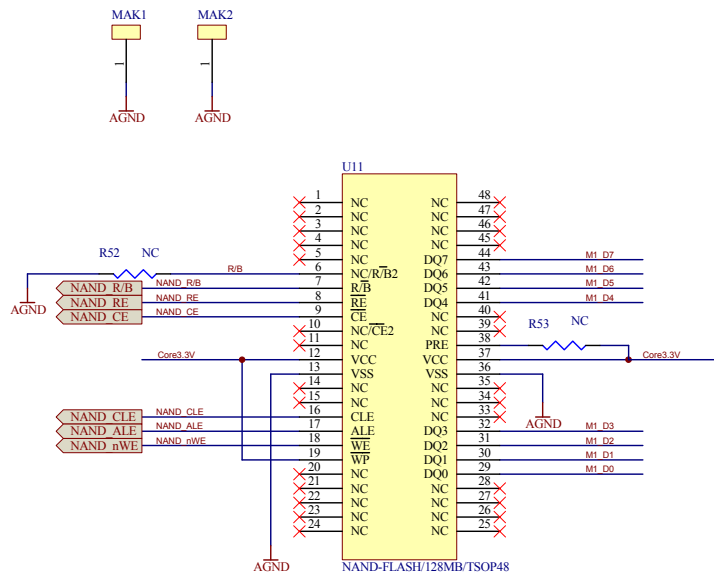 MAK1 MAK2
1 1
AGND AGND
U11
1 NC NC 48
2 NC NC 47
3 NC NC 46
4 NC NC 45
5 NC DQ7 44 M1_D7
R52 NC R/B 6 NC/R/B2 DQ6 43 M1_D6
NAND_R/B NAND_R/B 7 R/B DQ5 42 M1_D5
AGND NAND_RE NAND_RE 8 RE DQ4 41 M1_D4
NAND_CE NAND_CE 9 CE NC 40
10 NC/CE2 NC 39
11 NC PRE 38 R53 NC
Core3.3V 12 VCC VCC 37 Core3.3V
13 VSS VSS 36
14 NC NC 35
15 NC NC 34
NAND_CLE NAND_CLE 16 CLE NC 33 AGND
NAND_ALE NAND_ALE 17 ALE DQ3 32 M1_D3
NAND_nWE NAND_nWE 18 WE DQ2 31 M1_D2
19 WP DQ1 30 M1_D1
20 NC DQ0 29 M1_D0
21 NC NC 28
22 NC NC 27
23 NC NC 26
24 NC NC 25
AGND NAND-FLASH/128MB/TSOP48